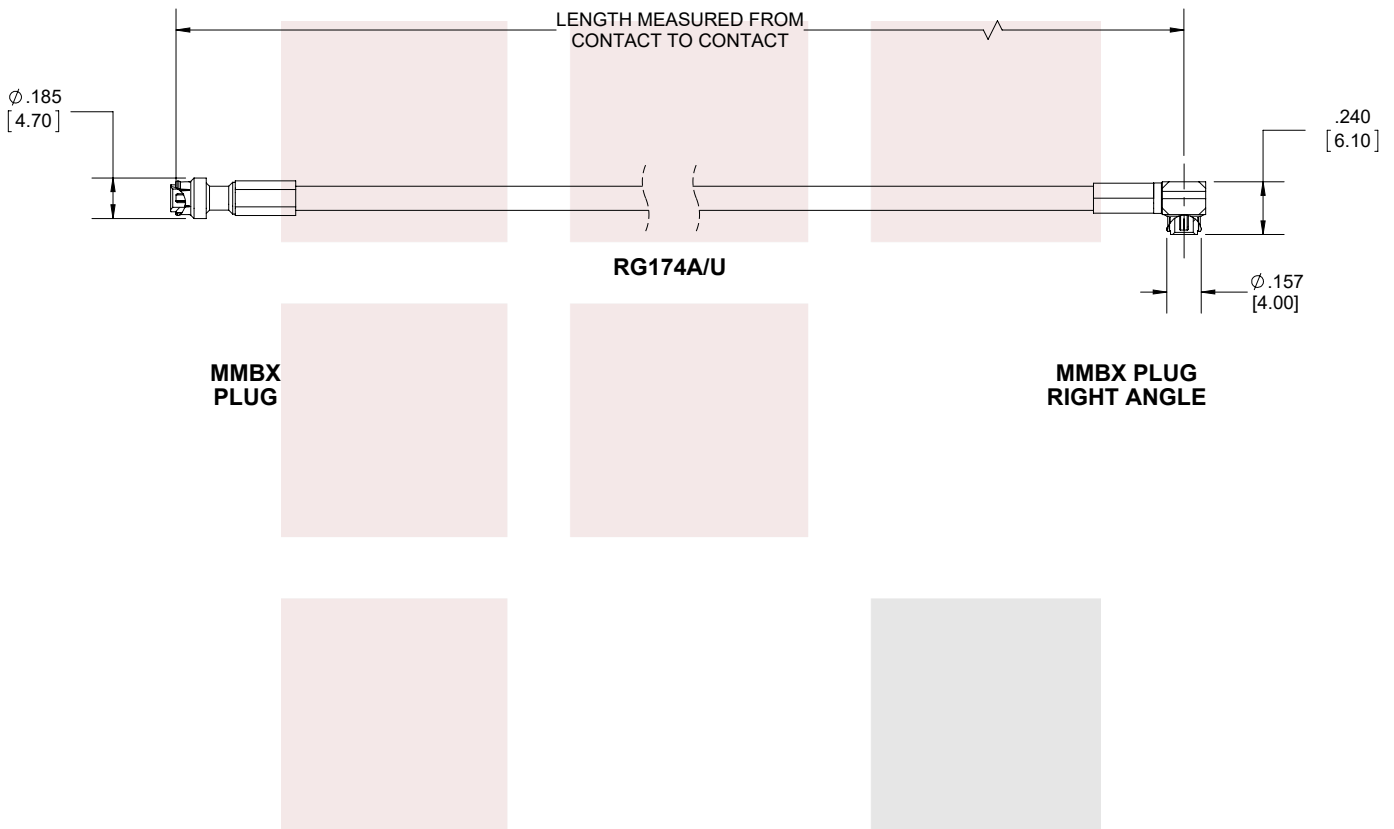 LENGTH MEASURED FROM
CONTACT TO CONTACT
⌀.185
[4.70]
.240
[6.10]
RG174A/U
⌀.157
[4.00]
MMBX
PLUG
MMBX PLUG
RIGHT ANGLE